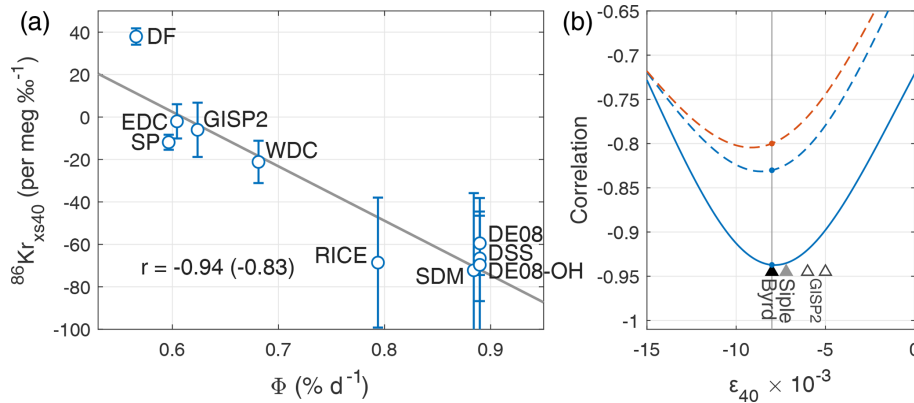 (a)
40
20
0
-20
-40
-60
-80
-100
⁸⁶Kr_xs40 (per meg ‰⁻¹)
DF
EDC
GISP2
SP
WDC
RICE
DE08
DSS
SDM
DE08-OH
r = -0.94 (-0.83)
0.6 0.7 0.8 0.9
Φ (% d⁻¹)
(b)
-0.65
-0.7
-0.75
-0.8
-0.85
-0.9
-0.95
-1
Correlation
Byrd
Siple
GISP2
-15 -10 -5 0
ε₄₀ × 10⁻³